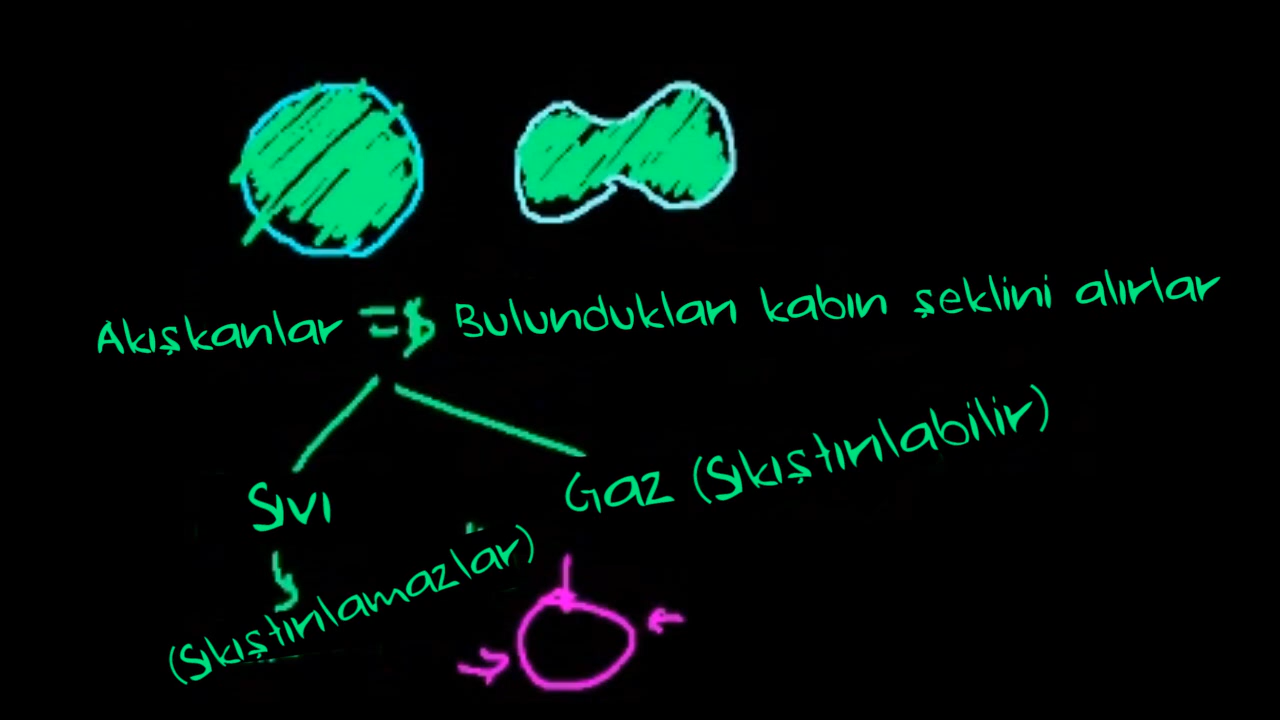 Akışkanlar => Bulundukları kabın şeklini alırlar
Sıvı
Gaz (Sıkıştırılabilir)
(Sıkıştırılamazlar)